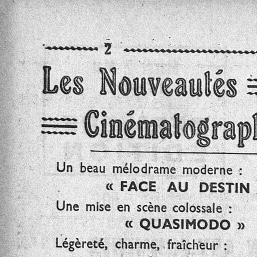 2
Les Nouveautés
Cinématograph
Un beau mélodrame moderne :
« FACE AU DESTIN
Une mise en scène colossale :
« QUASIMODO »
Légèreté, charme, fraîcheur :